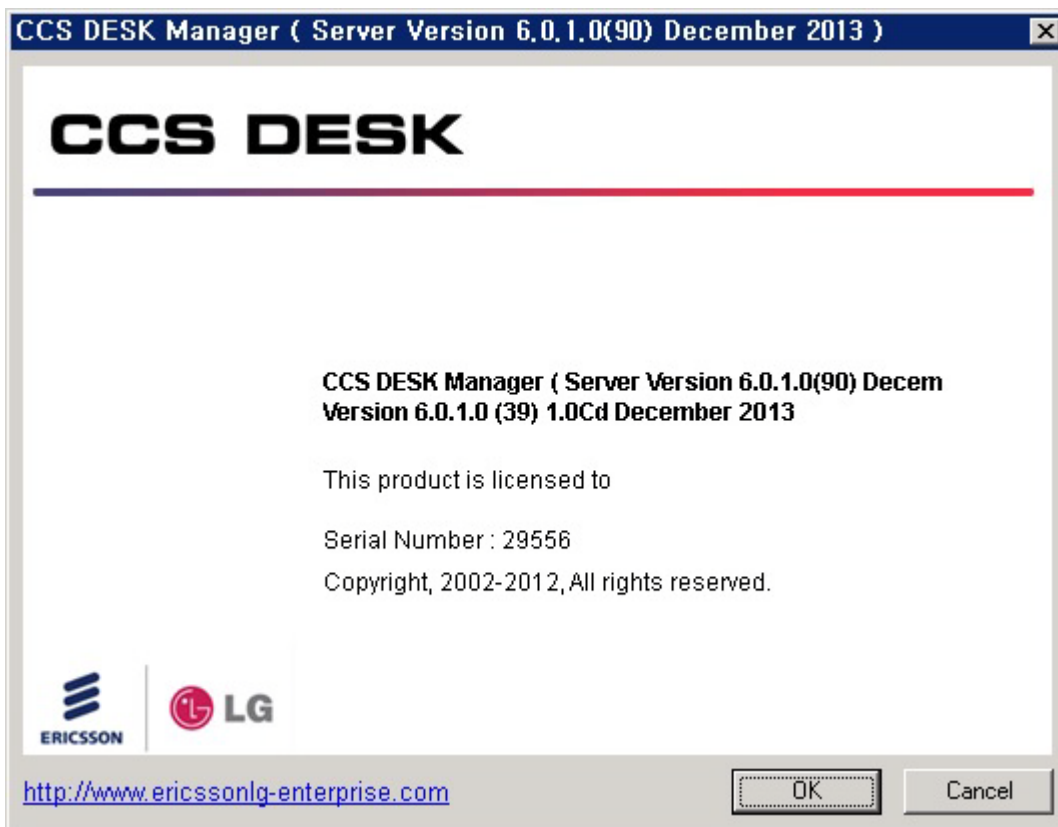 CCS DESK Manager ( Server Version 6.0.1.0(90) December 2013 )
CCS DESK
CCS DESK Manager ( Server Version 6.0.1.0(90) Decem
Version 6.0.1.0 (39) 1.0Cd December 2013
This product is licensed to
Serial Number : 29556
Copyright, 2002-2012, All rights reserved.
ERICSSON
LG
http://www.ericssonlg-enterprise.com
OK
Cancel